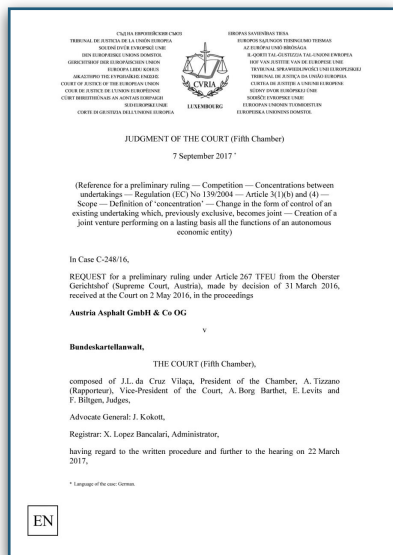 СЪД НА ЕВРОПЕЙСКИЯ СЪЮЗ
TRIBUNAL DE JUSTICIA DE LA UNIÓN EUROPEA
SOUDNÍ DVŮR EVROPSKÉ UNIE
DEN EUROPÆISKE UNIONS DOMSTOL
GERICHTSHOF DER EUROPÄISCHEN UNION
EUROOPA LIIDU KOHUS
ΔΙΚΑΣΤΗΡΙΟ ΤΗΣ ΕΥΡΩΠΑΪΚΗΣ ΕΝΩΣΗΣ
COURT OF JUSTICE OF THE EUROPEAN UNION
COUR DE JUSTICE DE L'UNION EUROPÉENNE
CÚIRT BHREITHIÚNAIS AN AONTAIS EORPAIGH
SUD EUROPSKE UNIJE
CORTE DI GIUSTIZIA DELL'UNIONE EUROPEA
CVRIA
LUXEMBOURG
EIROPAS SAVIENĪBAS TIESA
EUROPOS SĄJUNGOS TEISINGUMO TEISMAS
AZ EURÓPAI UNIÓ BÍRÓSÁGA
IL-QORTI TAL-ĠUSTIZZJA TAL-UNJONI EWROPEA
HOF VAN JUSTITIE VAN DE EUROPESE UNIE
TRYBUNAŁ SPRAWIEDLIWOŚCI UNII EUROPEJSKIEJ
TRIBUNAL DE JUSTIÇA DA UNIÃO EUROPEIA
CURTEA DE JUSTIȚIE A UNIUNII EUROPENE
SÚDNY DVOR EURÓPSKEJ ÚNIE
SODIŠČE EVROPSKE UNIJE
EUROOPAN UNIONIN TUOMIOISTUIN
EUROPEISKA UNIONENS DOMSTOL
JUDGMENT OF THE COURT (Fifth Chamber)
7 September 2017 *
(Reference for a preliminary ruling — Competition — Concentrations between
undertakings — Regulation (EC) No 139/2004 — Article 3(1)(b) and (4) —
Scope — Definition of ‘concentration’ — Change in the form of control of an
existing undertaking which, previously exclusive, becomes joint — Creation of a
joint venture performing on a lasting basis all the functions of an autonomous
economic entity)
In Case C-248/16,
REQUEST for a preliminary ruling under Article 267 TFEU from the Oberster
Gerichtshof (Supreme Court, Austria), made by decision of 31 March 2016,
received at the Court on 2 May 2016, in the proceedings
Austria Asphalt GmbH & Co OG
v
Bundeskartellanwalt,
THE COURT (Fifth Chamber),
composed of J.L. da Cruz Vilaça, President of the Chamber, A. Tizzano
(Rapporteur), Vice-President of the Court, A. Borg Barthet, E. Levits and
F. Biltgen, Judges,
Advocate General: J. Kokott,
Registrar: X. Lopez Bancalari, Administrator,
having regard to the written procedure and further to the hearing on 22 March
2017,
* Language of the case: German.
EN